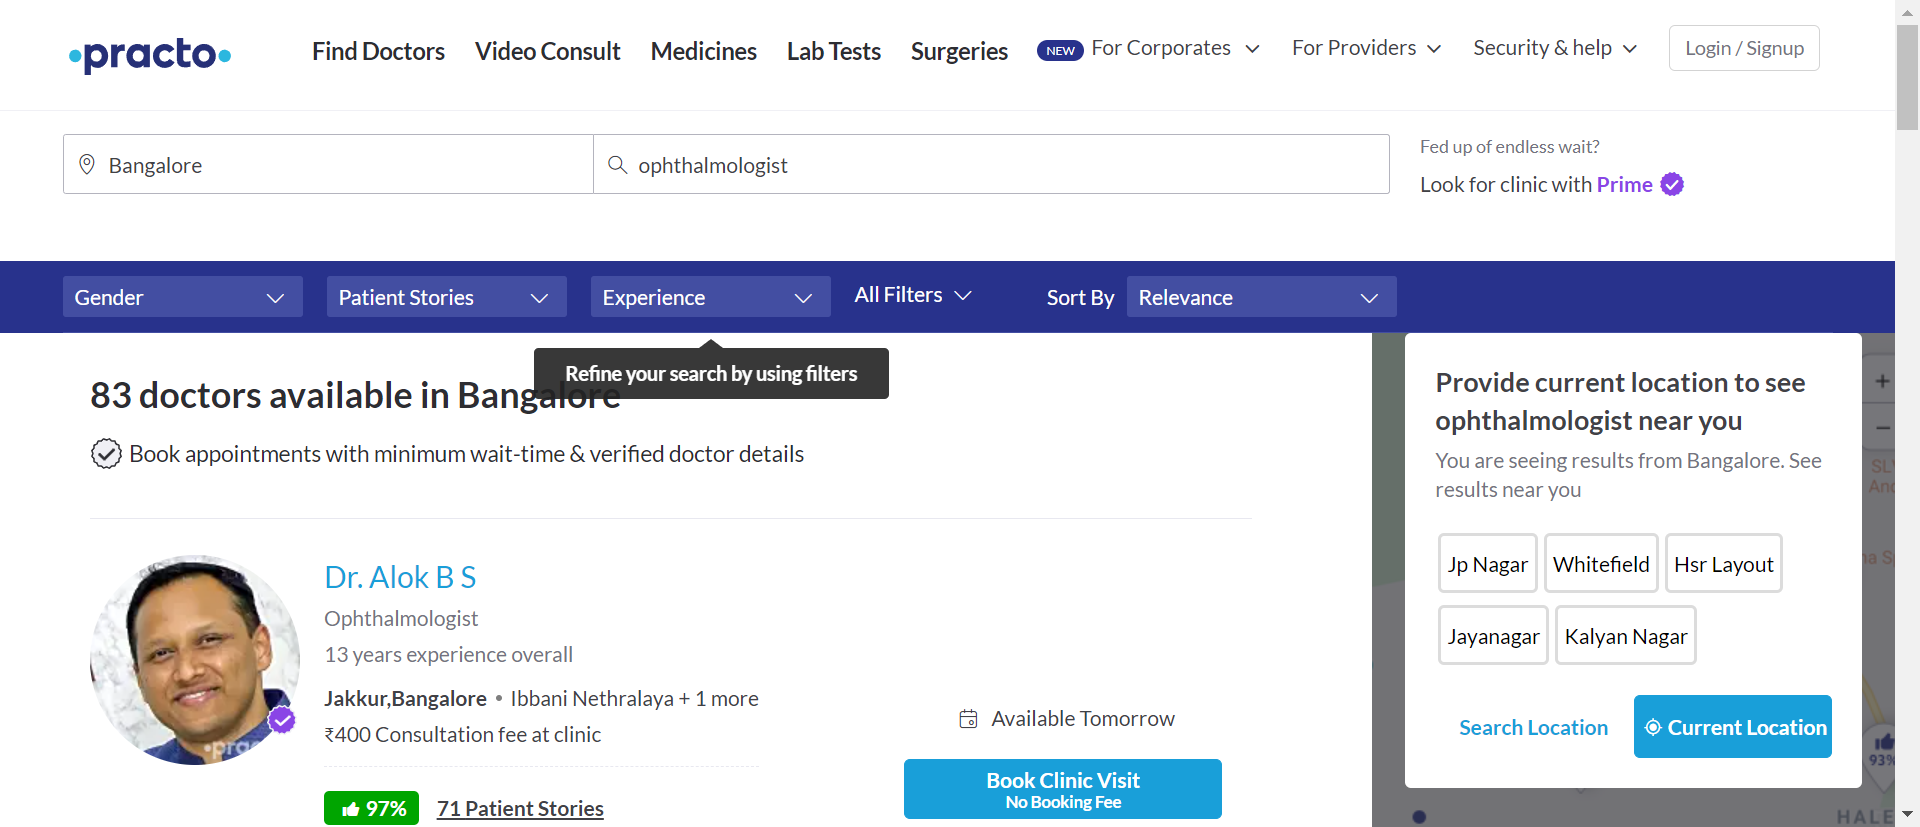 practo
Find Doctors
Video Consult
Medicines
Lab Tests
Surgeries
NEW
For Corporates
For Providers
Security & help
Login / Signup
Bangalore
ophthalmologist
Fed up of endless wait?
Look for clinic with Prime
Gender
Patient Stories
Experience
All Filters
Sort By
Relevance
Refine your search by using filters
83 doctors available in Bangalore
Book appointments with minimum wait-time & verified doctor details
Dr. Alok B S
Ophthalmologist
13 years experience overall
Jakkur,Bangalore • Ibbani Nethralaya + 1 more
₹400 Consultation fee at clinic
97%
71 Patient Stories
Available Tomorrow
Book Clinic Visit
No Booking Fee
Provide current location to see
ophthalmologist near you
You are seeing results from Bangalore. See
results near you
Jp Nagar
Whitefield
Hsr Layout
Jayanagar
Kalyan Nagar
Search Location
Current Location
93%
HALE